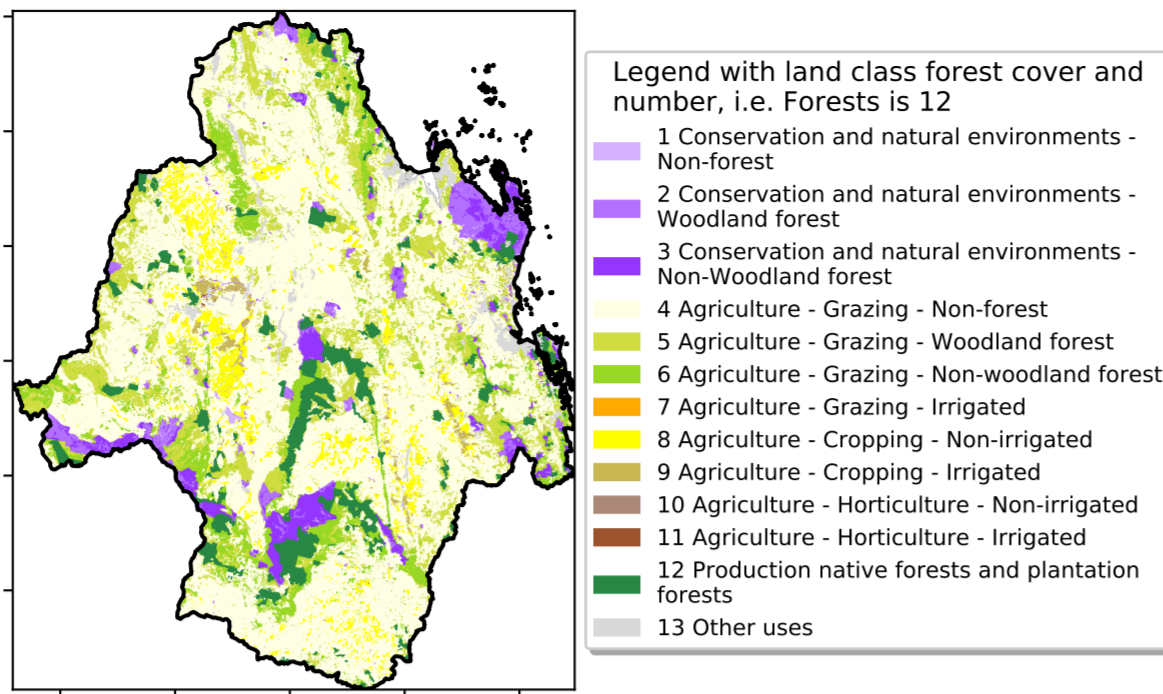 Legend with land class forest cover and
number, i.e. Forests is 12
1 Conservation and natural environments -
Non-forest
2 Conservation and natural environments -
Woodland forest
3 Conservation and natural environments -
Non-Woodland forest
4 Agriculture - Grazing - Non-forest
5 Agriculture - Grazing - Woodland forest
6 Agriculture - Grazing - Non-woodland forest
7 Agriculture - Grazing - Irrigated
8 Agriculture - Cropping - Non-irrigated
9 Agriculture - Cropping - Irrigated
10 Agriculture - Horticulture - Non-irrigated
11 Agriculture - Horticulture - Irrigated
12 Production native forests and plantation
forests
13 Other uses